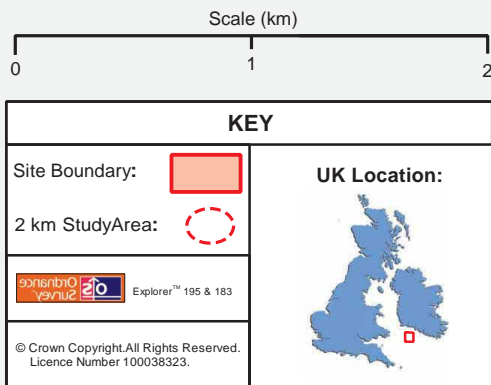 Scale (km)
0 1 2
KEY
Site Boundary:
2 km StudyArea:
UK Location:
Ordnance
Survey®
OS
Explorer™ 195 & 183
© Crown Copyright.All Rights Reserved.
Licence Number 100038323.